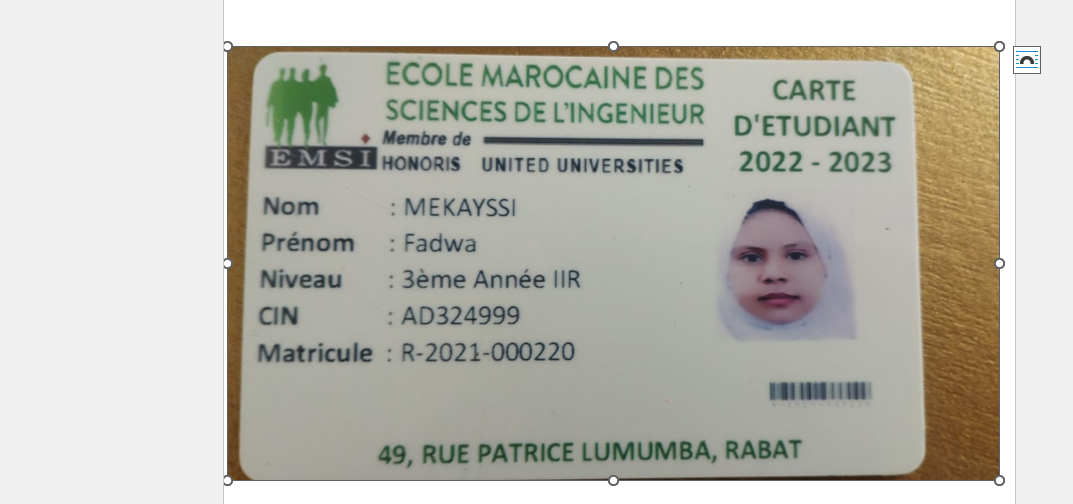 ECOLE MAROCAINE DES
SCIENCES DE L'INGENIEUR
Membre de
EMSI
HONORIS UNITED UNIVERSITIES
CARTE
D'ETUDIANT
2022 - 2023
Nom : MEKAYSSI
Prénom : Fadwa
Niveau : 3ème Année IIR
CIN : AD324999
Matricule : R-2021-000220
49, RUE PATRICE LUMUMBA, RABAT